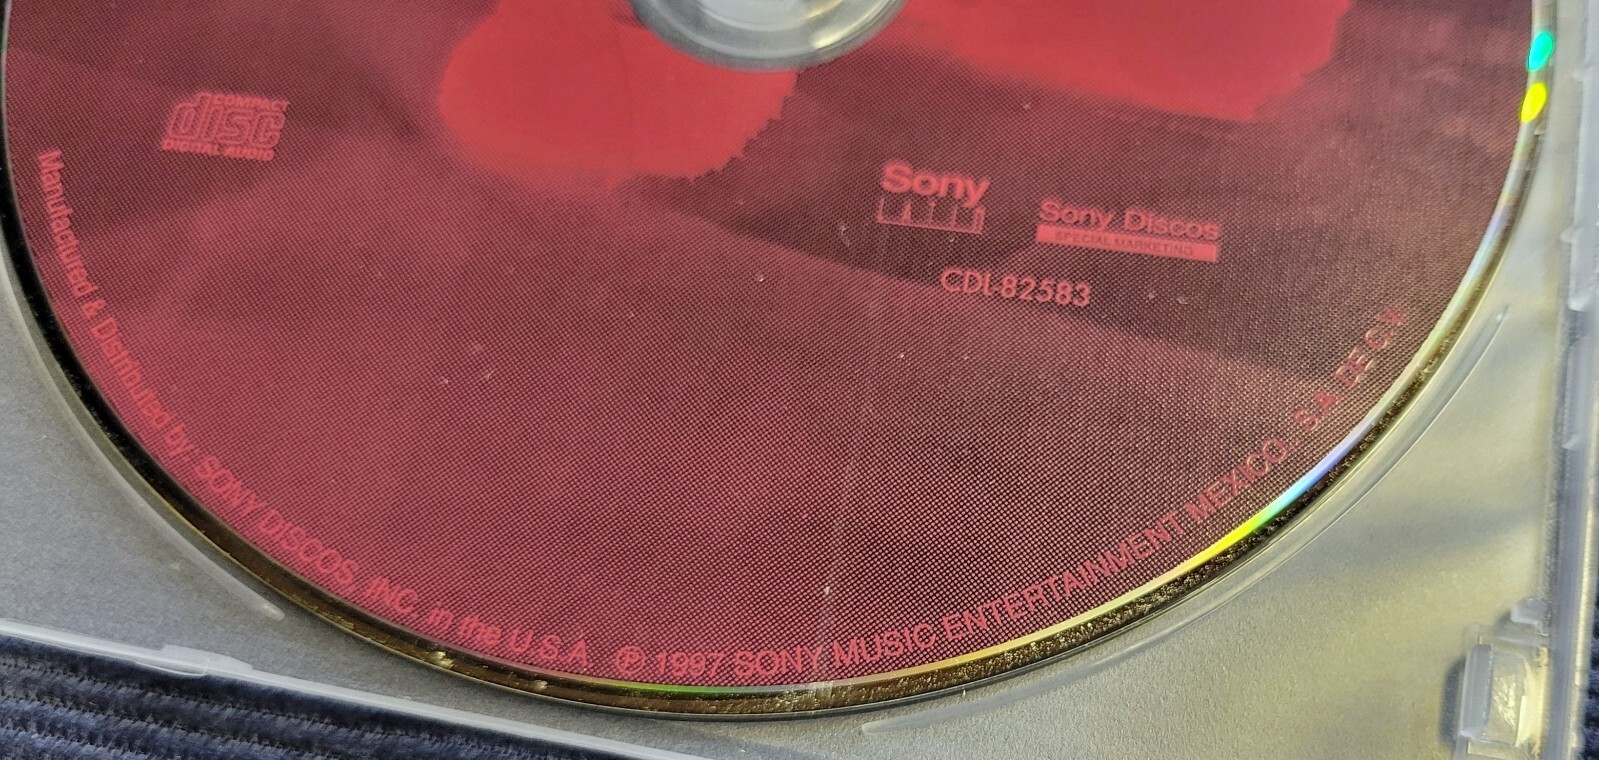 COMPACT
disc
DIGITAL AUDIO
Sony
Sony Discos
SPECIAL MARKETING
CDL-82583
Manufactured & Distributed by SONY DISCOS, INC. in the U.S.A. ℗ 1997 SONY MUSIC ENTERTAINMENT MEXICO., S.A. DE C.V.